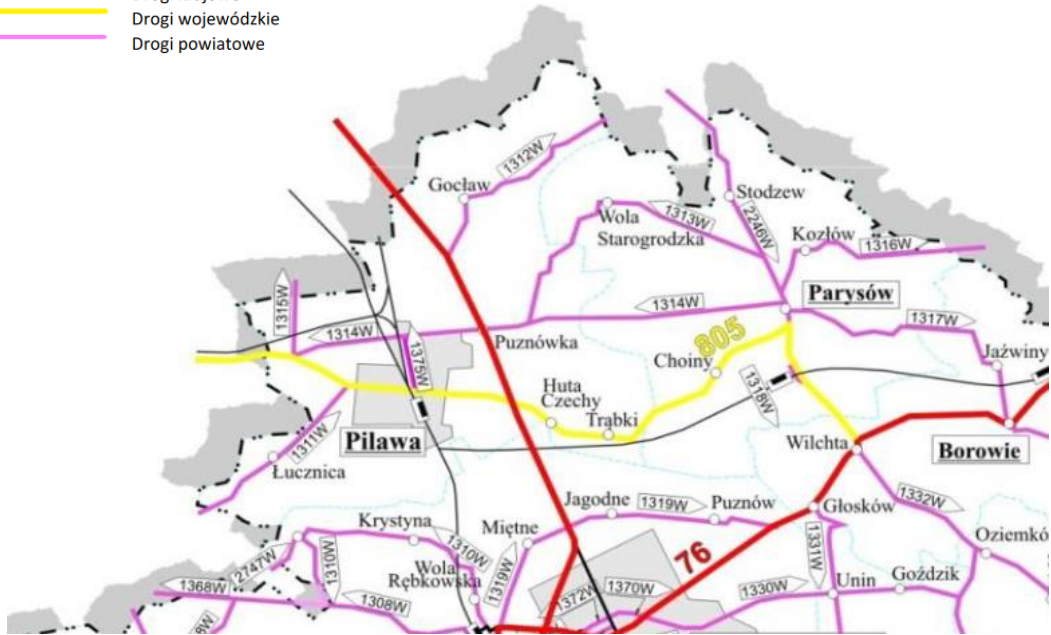 Drogi wojewódzkie
Drogi powiatowe
1312W
Gocław
Stodzew
Wola
Starogrodzka
1313W
2246W
Kozłów
1316W
1315W
1314W
1314W
Parysów
1317W
805
Puznówka
1375W
Choiny
Jaźwiny
Huta
Czechy
1318W
Trąbki
1311W
Pilawa
Wilchta
Borowie
Łucznica
Jagodne
1319W
Puznów
Głosków
1332W
Krystyna
Miętne
1310W
Oziemkó
2747W
1310W
Wola
Rębkowska
1319W
76
1331W
1368W
1308W
1372W
1370W
1330W
Unin
Goździk
8W